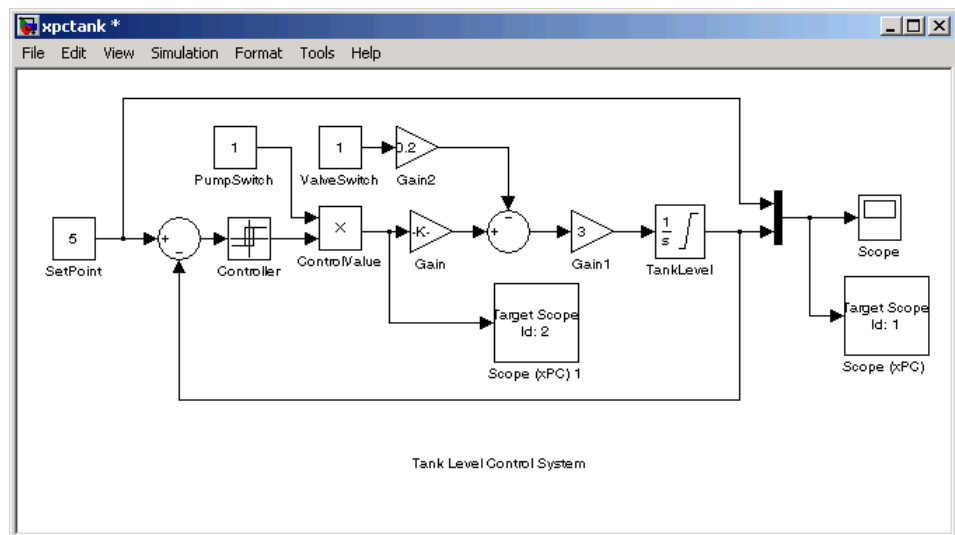 xpctank *
File Edit View Simulation Format Tools Help
1
PumpSwitch
1
ValveSwitch
0.2
Gain2
5
SetPoint
+
−
Controller
×
ControlValue
-K-
Gain
−
+
3
Gain1
1
s
TankLevel
Scope
Target Scope
Id: 2
Scope (xPC) 1
Target Scope
Id: 1
Scope (xPC)
Tank Level Control System